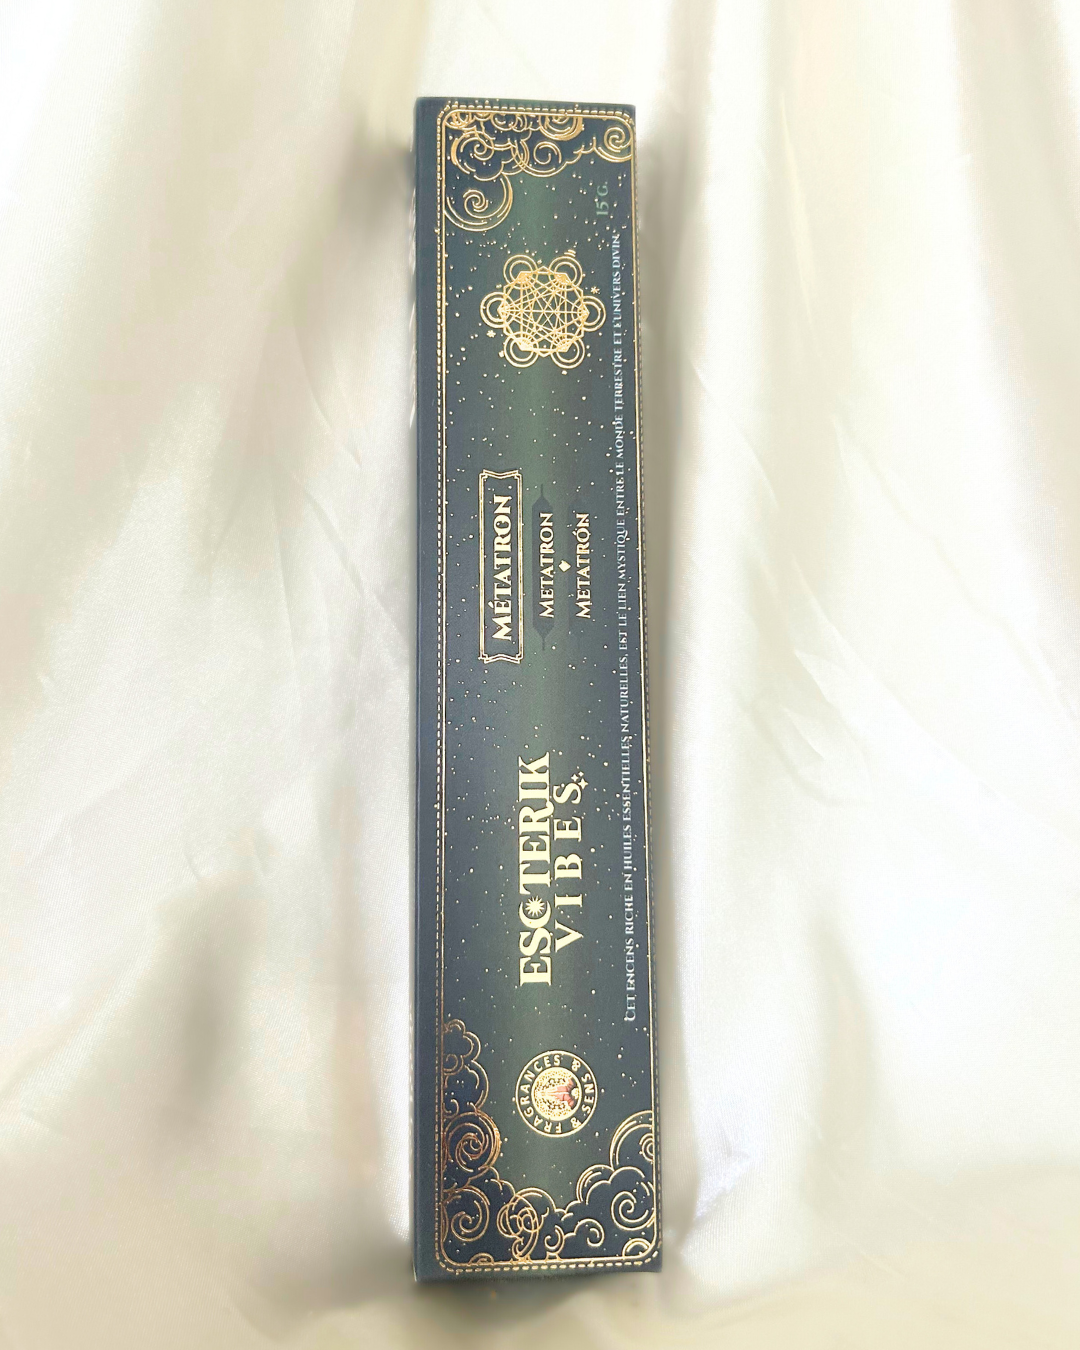 FRAGRANCES & SENS &
ESOTERIK
VIBES
MÉTATRON
METATRON
METATRÓN
15 G.
CET ENCENS RICHE EN HUILES ESSENTIELLES NATURELLES, EST LE LIEN MYSTIQUE ENTRE LE MONDE TERRESTRE ET L'UNIVERS DIVIN.